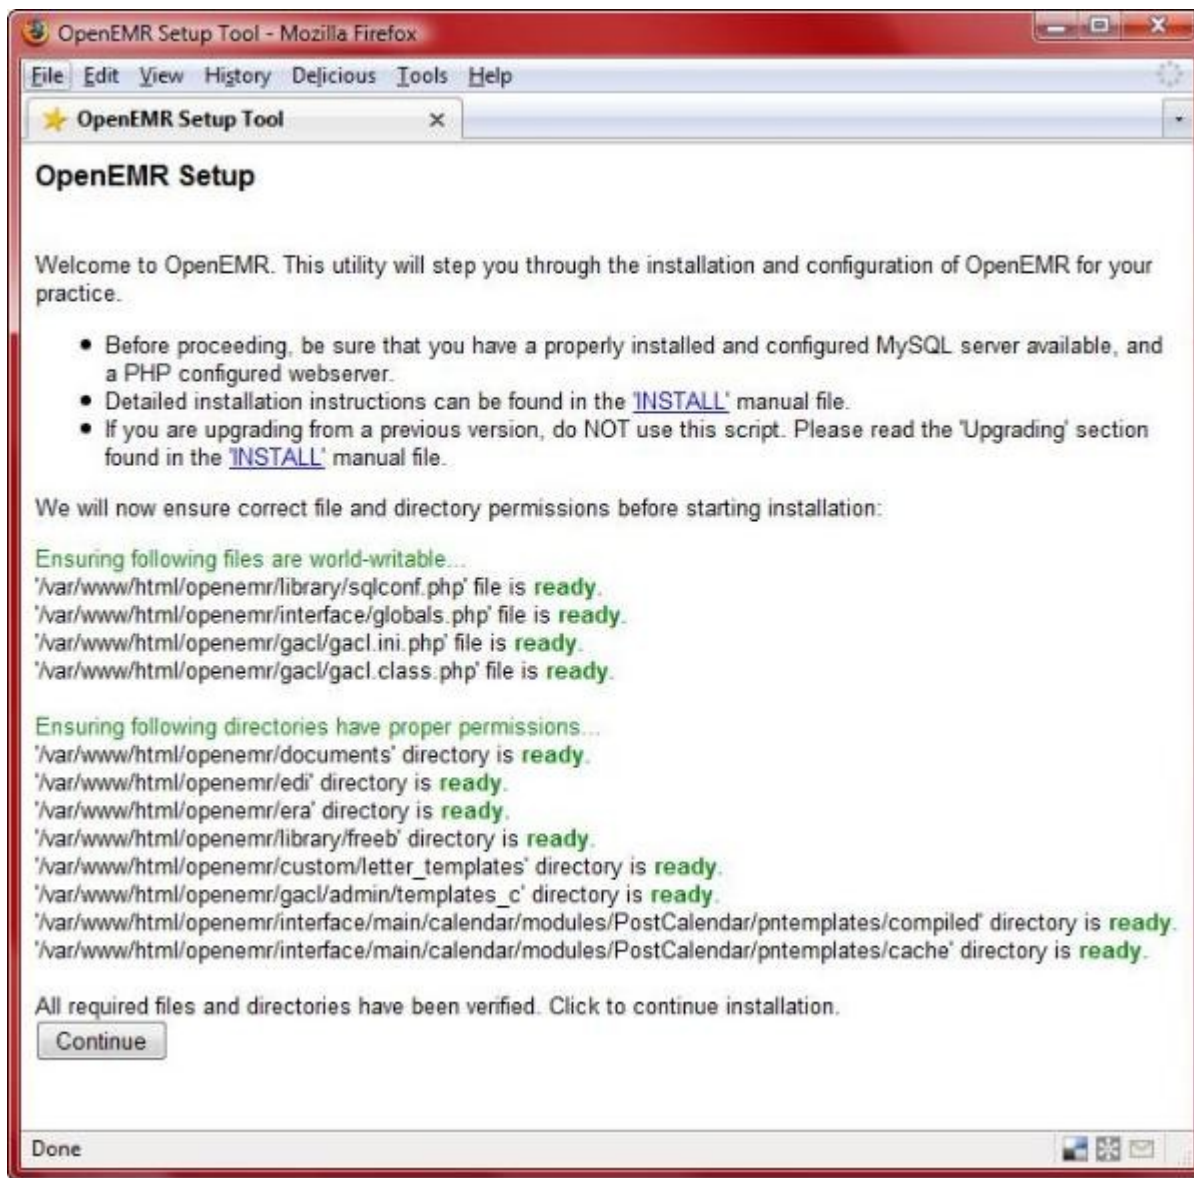 OpenEMR Setup Tool - Mozilla Firefox
File Edit View History Delicious Tools Help
OpenEMR Setup Tool
OpenEMR Setup
Welcome to OpenEMR. This utility will step you through the installation and configuration of OpenEMR for your
practice.
Before proceeding, be sure that you have a properly installed and configured MySQL server available, and
a PHP configured webserver.
Detailed installation instructions can be found in the 'INSTALL' manual file.
If you are upgrading from a previous version, do NOT use this script. Please read the 'Upgrading' section
found in the 'INSTALL' manual file.
We will now ensure correct file and directory permissions before starting installation:
Ensuring following files are world-writable...
'/var/www/html/openemr/library/sqlconf.php' file is ready.
'/var/www/html/openemr/interface/globals.php' file is ready.
'/var/www/html/openemr/gacl/gacl.ini.php' file is ready.
'/var/www/html/openemr/gacl/gacl.class.php' file is ready.
Ensuring following directories have proper permissions...
'/var/www/html/openemr/documents' directory is ready.
'/var/www/html/openemr/edi' directory is ready.
'/var/www/html/openemr/era' directory is ready.
'/var/www/html/openemr/library/freeb' directory is ready.
'/var/www/html/openemr/custom/letter_templates' directory is ready.
'/var/www/html/openemr/gacl/admin/templates_c' directory is ready.
'/var/www/html/openemr/interface/main/calendar/modules/PostCalendar/pntemplates/compiled' directory is ready.
'/var/www/html/openemr/interface/main/calendar/modules/PostCalendar/pntemplates/cache' directory is ready.
All required files and directories have been verified. Click to continue installation.
Continue
Done